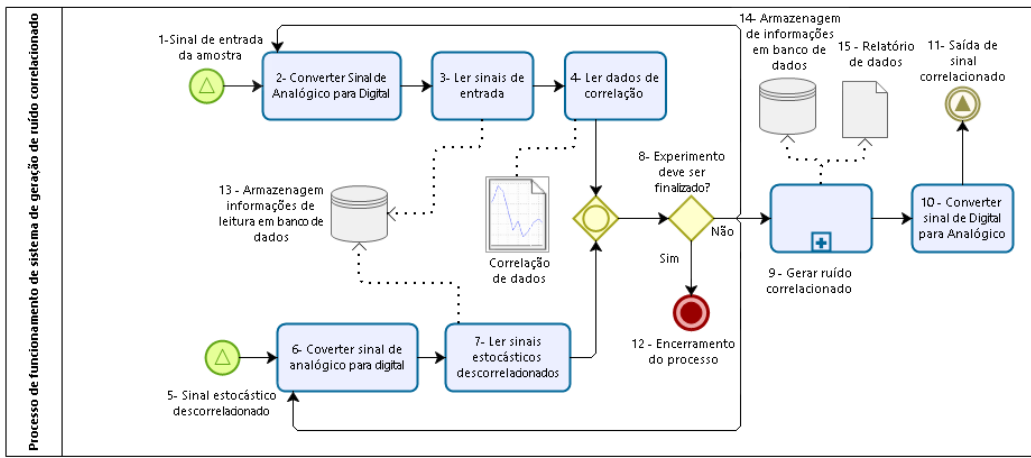 Processo de funcionamento de sistema de geração de ruído correlacionado
1-Sinal de entrada
da amostra
2- Converter Sinal de
Analógico para Digital
3- Ler sinais de
entrada
4- Ler dados de
correlação
14 - Armazenagem
de informações
em banco de
dados
15 - Relatório
de dados
11- Saída de
sinal
correlacionado
13 - Armazenagem
informações de
leitura em banco de
dados
Correlação
de dados
8- Experimento
deve ser
finalizado?
Não
Sim
9 - Gerar ruído
correlacionado
10 - Converter
sinal de Digital
para Analógico
12 - Encerramento
do processo
5- Sinal estocástico
descorrelacionado
6- Coverter sinal de
analógico para digital
7- Ler sinais
estocásticos
descorrelacionados